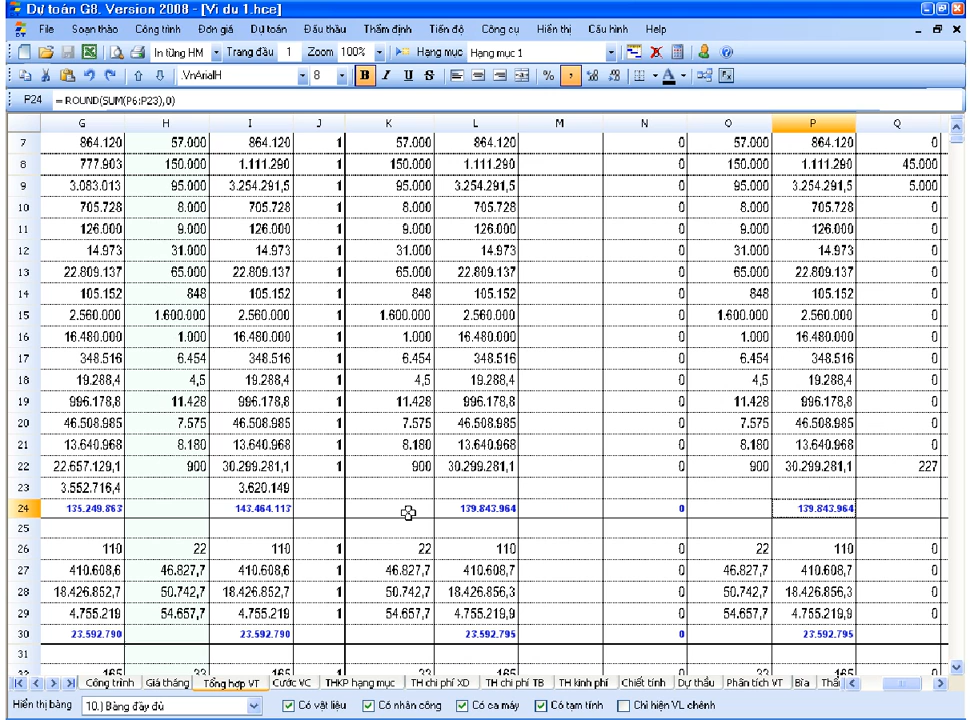 Dự toán G8. Version 2008 - [Vi du 1.hce]
File Soạn thảo Công trình Đơn giá Dự toán Đấu thầu Thẩm định Tiến độ Công cụ Hiển thị Cấu hình Help
In từng HM Trang đầu 1 Zoom 100% Hạng mục Hạng mục 1
.VnArialH 8 B I U S % ,
P24 = ROUND(SUM(P6:P23),0)
G H I J K L M N O P Q
7 864.120 57.000 864.120 1 57.000 864.120 0 57.000 864.120 0
8 777.903 150.000 1.111.290 1 150.000 1.111.290 0 150.000 1.111.290 45.000
9 3.083.013 95.000 3.254.291,5 1 95.000 3.254.291,5 0 95.000 3.254.291,5 5.000
10 705.728 8.000 705.728 1 8.000 705.728 0 8.000 705.728 0
11 126.000 9.000 126.000 1 9.000 126.000 0 9.000 126.000 0
12 14.973 31.000 14.973 1 31.000 14.973 0 31.000 14.973 0
13 22.809.137 65.000 22.809.137 1 65.000 22.809.137 0 65.000 22.809.137 0
14 105.152 848 105.152 1 848 105.152 0 848 105.152 0
15 2.560.000 1.600.000 2.560.000 1 1.600.000 2.560.000 0 1.600.000 2.560.000 0
16 16.480.000 1.000 16.480.000 1 1.000 16.480.000 0 1.000 16.480.000 0
17 348.516 6.454 348.516 1 6.454 348.516 0 6.454 348.516 0
18 19.288,4 4,5 19.288,4 1 4,5 19.288,4 0 4,5 19.288,4 0
19 996.178,8 11.428 996.178,8 1 11.428 996.178,8 0 11.428 996.178,8 0
20 46.508.985 7.575 46.508.985 1 7.575 46.508.985 0 7.575 46.508.985 0
21 13.640.968 8.180 13.640.968 1 8.180 13.640.968 0 8.180 13.640.968 0
22 22.657.129,1 900 30.299.281,1 1 900 30.299.281,1 0 900 30.299.281,1 227
23 3.552.716,4 3.620.149
24 135.249.863 143.464.113 139.843.964 0 139.843.964
25
26 110 22 110 1 22 110 0 22 110 0
27 410.608,6 46.827,7 410.608,6 1 46.827,7 410.608,7 0 46.827,7 410.608,7 0
28 18.426.852,7 50.742,7 18.426.852,7 1 50.742,7 18.426.856,3 0 50.742,7 18.426.856,3 0
29 4.755.219 54.657,7 4.755.219 1 54.657,7 4.755.219,9 0 54.657,7 4.755.219,9 0
30 23.592.790 23.592.790 23.592.795 0 23.592.795
31
32 165 33 165 1 33 165 0 33 165 0
Công trình Giá tháng Tổng hợp VT Cước VC THKP hạng mục TH chi phí XD TH chi phí TB TH kinh phí Chiết tính Dự thầu Phân tích VT Bìa
Hiển thị bảng 10.) Bảng đầy đủ Có vật liệu Có nhân công Có ca máy Có tạm tính Chỉ hiện VL chênh